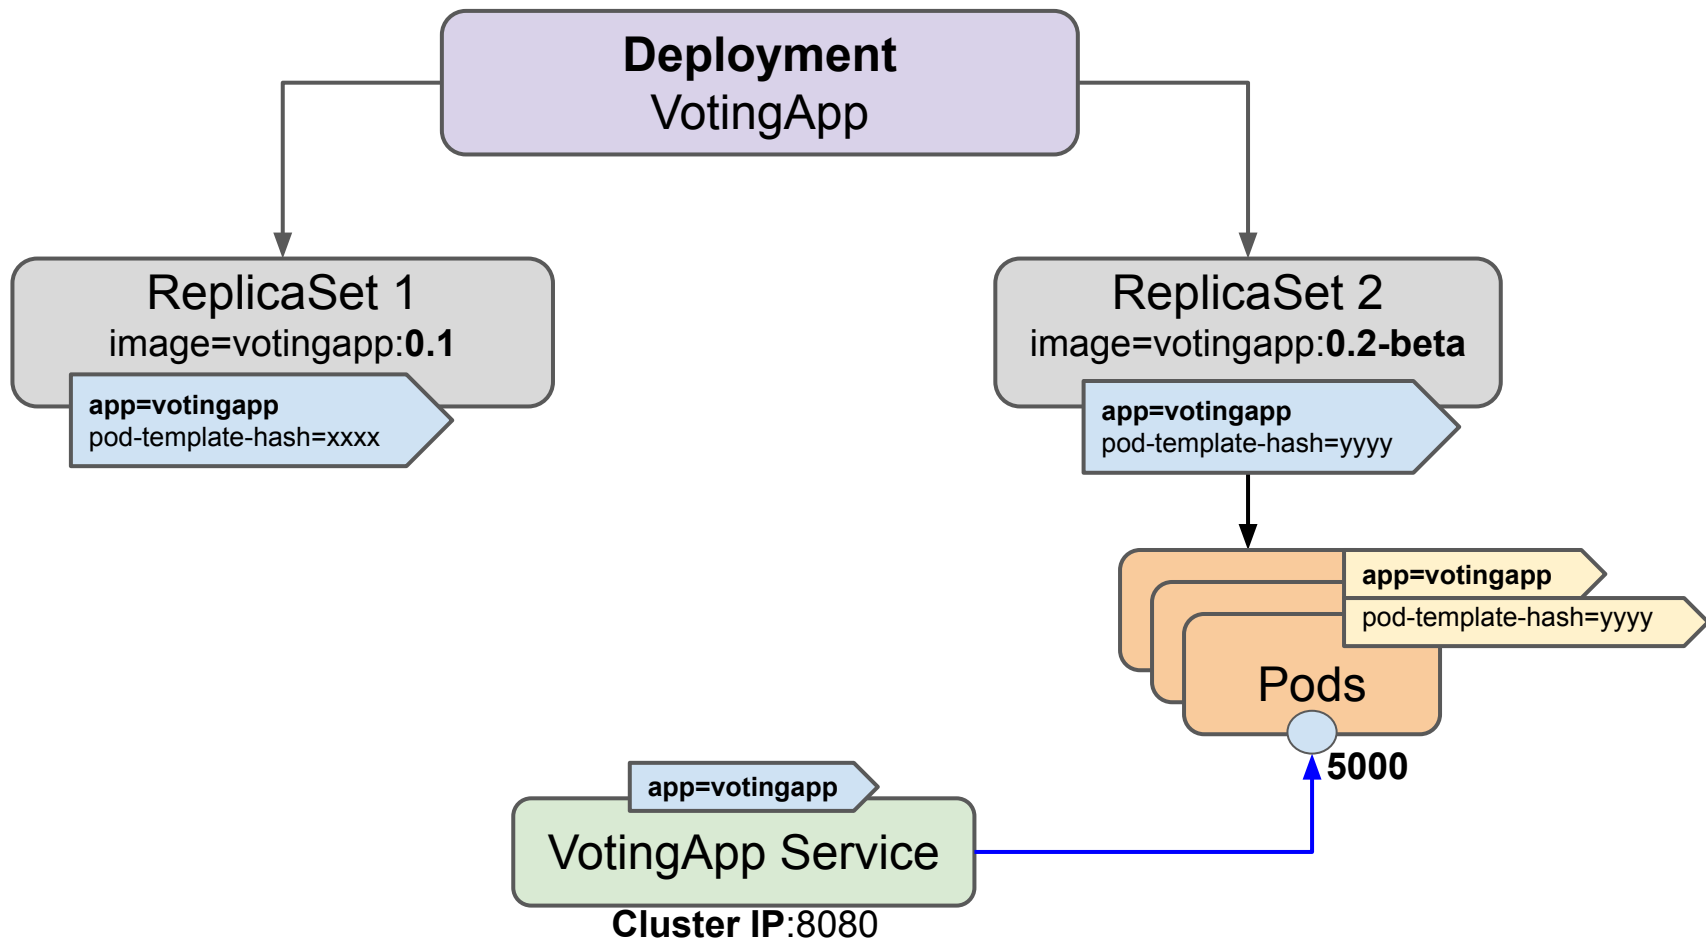 Deployment
VotingApp
ReplicaSet 1
image=votingapp:0.1
app=votingapp
pod-template-hash=xxxx
ReplicaSet 2
image=votingapp:0.2-beta
app=votingapp
pod-template-hash=yyyy
app=votingapp
pod-template-hash=yyyy
Pods
5000
app=votingapp
VotingApp Service
Cluster IP:8080